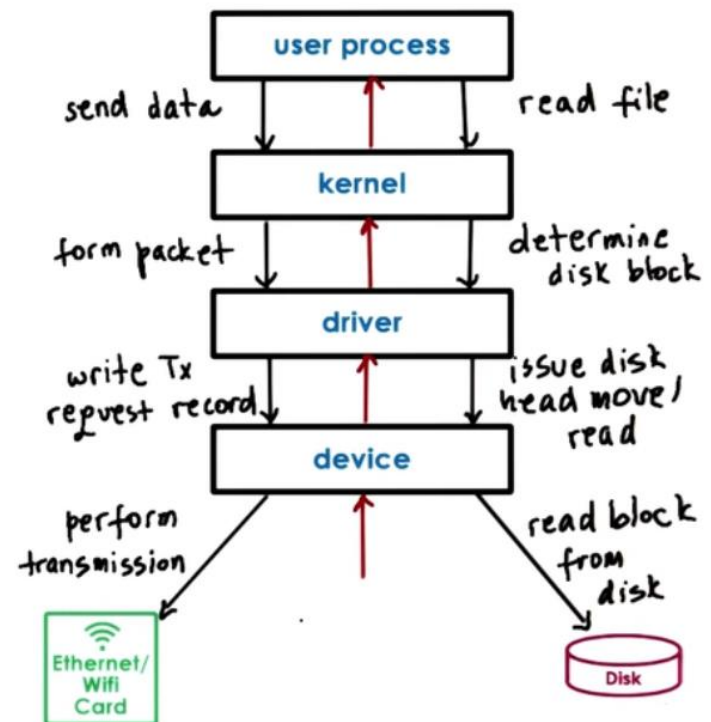 user process
send data
read file
kernel
form packet
determine
disk block
driver
write Tx
request record
issue disk
head move/
read
device
perform
transmission
read block
from
disk
Ethernet/
Wifi
Card
Disk